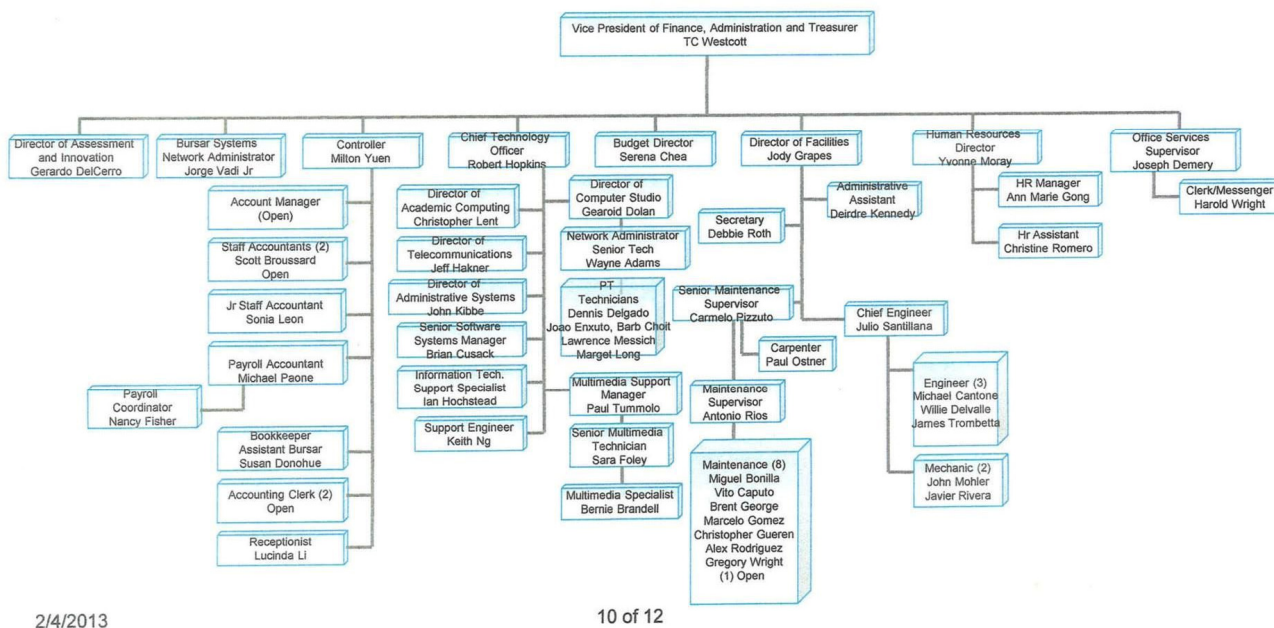 Vice President of Finance, Administration and Treasurer
TC Westcott
Director of Assessment
and Innovation
Gerardo DelCerro
Bursar Systems
Network Administrator
Jorge Vadi Jr
Controller
Milton Yuen
Chief Technology
Officer
Robert Hopkins
Budget Director
Serena Chea
Director of Facilities
Jody Grapes
Human Resources
Director
Yvonne Moray
Office Services
Supervisor
Joseph Demery
Account Manager
(Open)
Staff Accountants (2)
Scott Broussard
Open
Jr Staff Accountant
Sonia Leon
Payroll Accountant
Michael Paone
Payroll
Coordinator
Nancy Fisher
Bookkeeper
Assistant Bursar
Susan Donohue
Accounting Clerk (2)
Open
Receptionist
Lucinda Li
Director of
Academic Computing
Christopher Lent
Director of
Telecommunications
Jeff Hakner
Director of
Administrative Systems
John Kibbe
Senior Software
Systems Manager
Brian Cusack
Information Tech.
Support Specialist
Ian Hochstead
Support Engineer
Keith Ng
Director of
Computer Studio
Gearoid Dolan
Network Administrator
Senior Tech
Wayne Adams
PT
Technicians
Dennis Delgado
Joao Enxuto, Barb Choit
Lawrence Messich
Marget Long
Multimedia Support
Manager
Paul Tummolo
Senior Multimedia
Technician
Sara Foley
Multimedia Specialist
Bernie Brandell
Secretary
Debbie Roth
Administrative
Assistant
Deirdre Kennedy
Senior Maintenance
Supervisor
Carmelo Pizzuto
Carpenter
Paul Ostner
Maintenance
Supervisor
Antonio Rios
Maintenance (8)
Miguel Bonilla
Vito Caputo
Brent George
Marcelo Gomez
Christopher Gueren
Alex Rodriguez
Gregory Wright
(1) Open
Chief Engineer
Julio Santillana
Engineer (3)
Michael Cantone
Willie Delvalle
James Trombetta
Mechanic (2)
John Mohler
Javier Rivera
HR Manager
Ann Marie Gong
Hr Assistant
Christine Romero
Clerk/Messenger
Harold Wright
2/4/2013
10 of 12